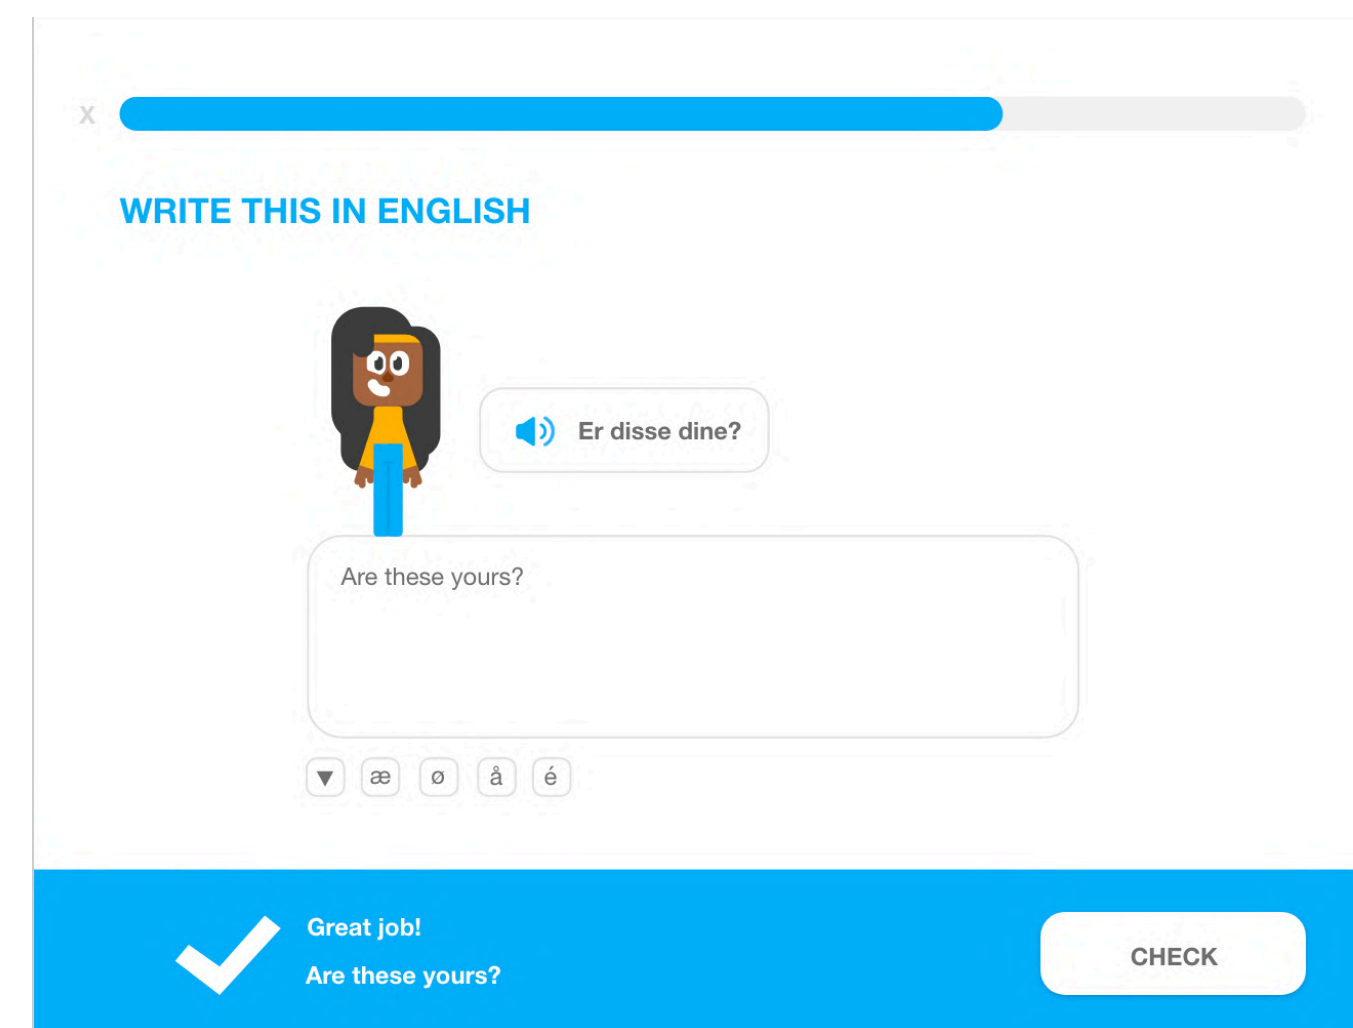 X
WRITE THIS IN ENGLISH
Er disse dine?
Are these yours?
▼ æ ø å é
Great job!
Are these yours?
CHECK